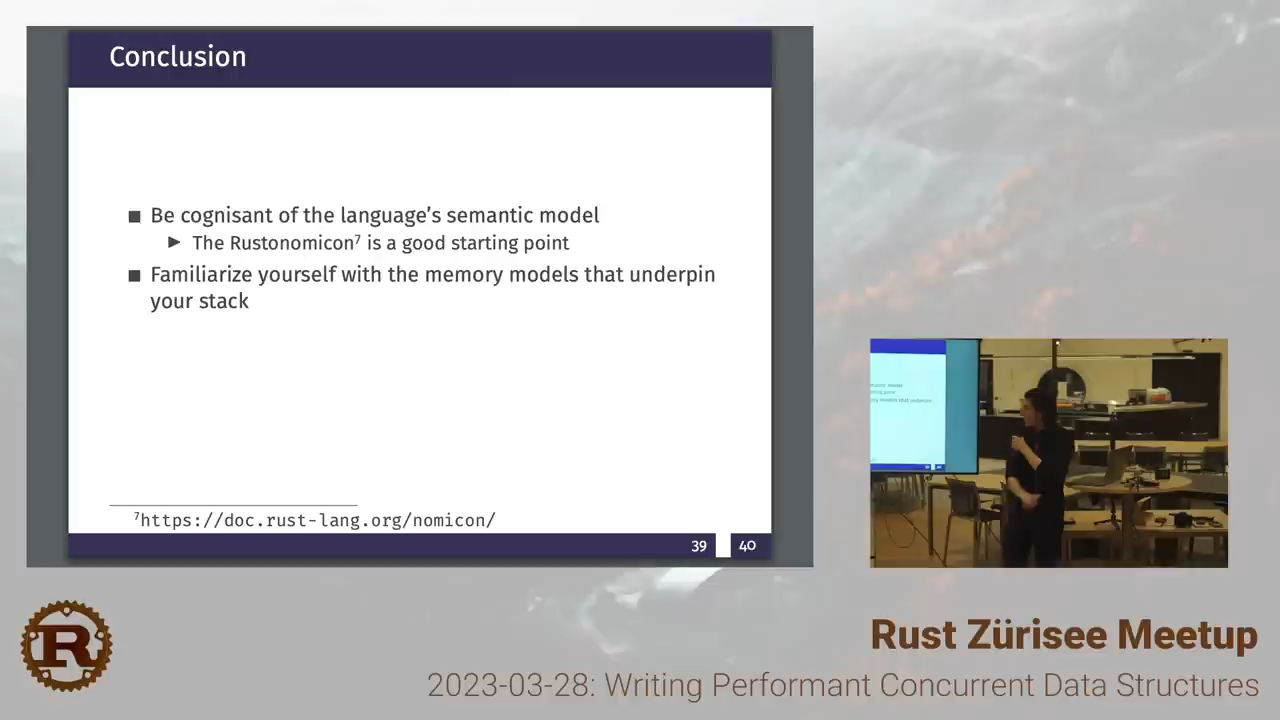 Conclusion
■ Be cognisant of the language's semantic model
▶ The Rustonomicon⁷ is a good starting point
■ Familiarize yourself with the memory models that underpin
your stack
⁷https://doc.rust-lang.org/nomicon/
39 40
R
Rust Zürisee Meetup
2023-03-28: Writing Performant Concurrent Data Structures